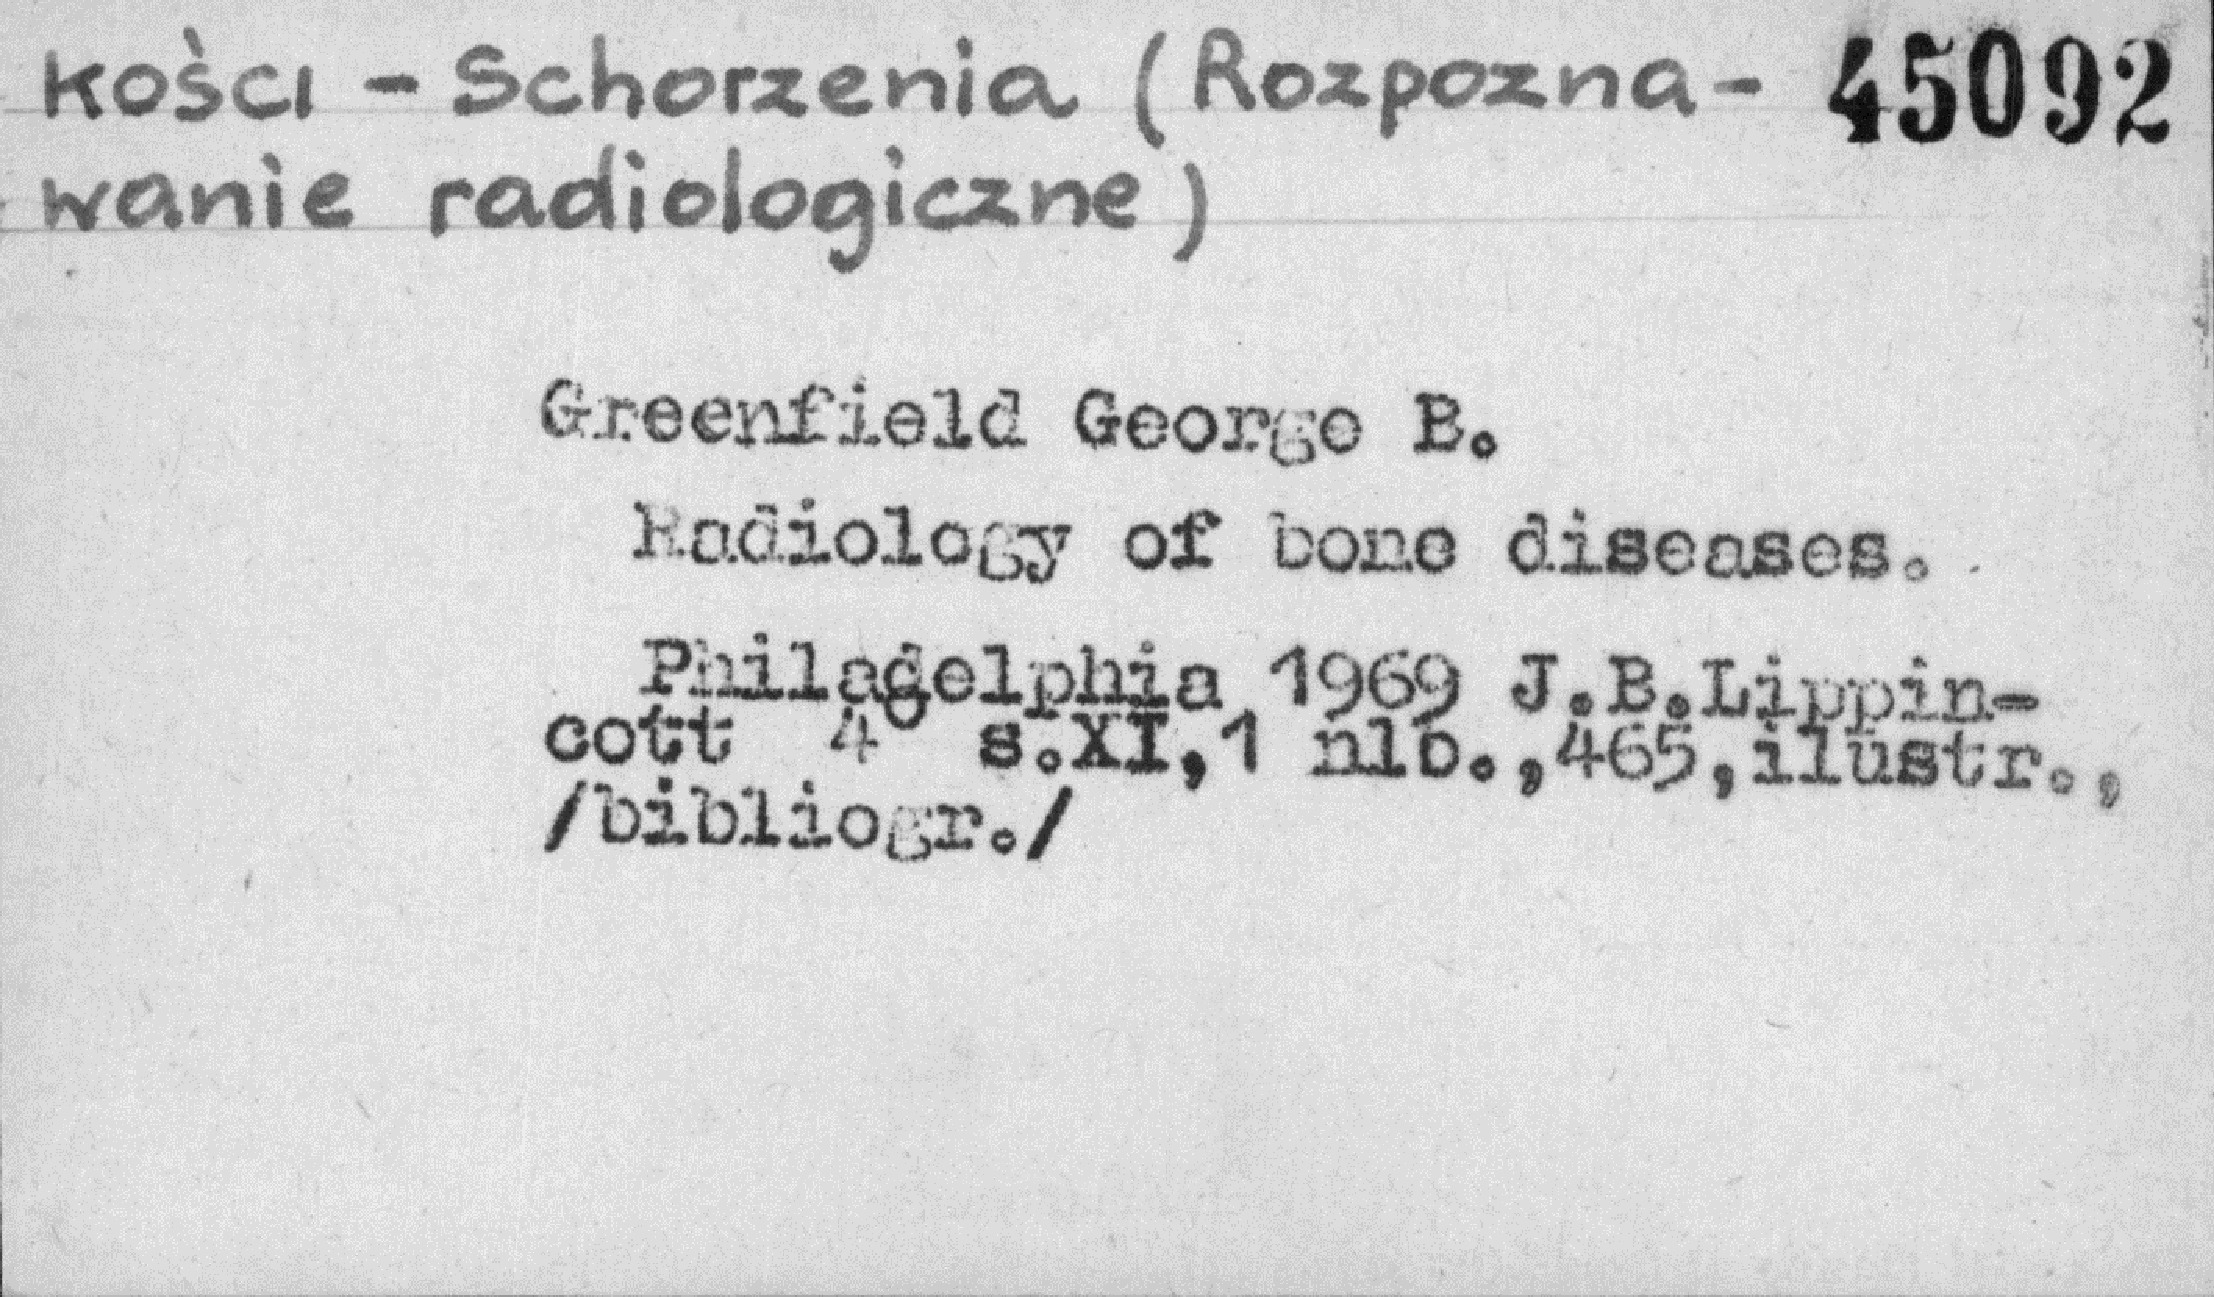 kości - Schorzenia (Rozpozna- 45092
wanie radiologiczne)
Greenfield George B.
Radiology of bone diseases.
Philadelphia 1969 J.B.Lippin-
cott 4° s.XI,1 nlb.,465,ilustr.,
/bibliogr./